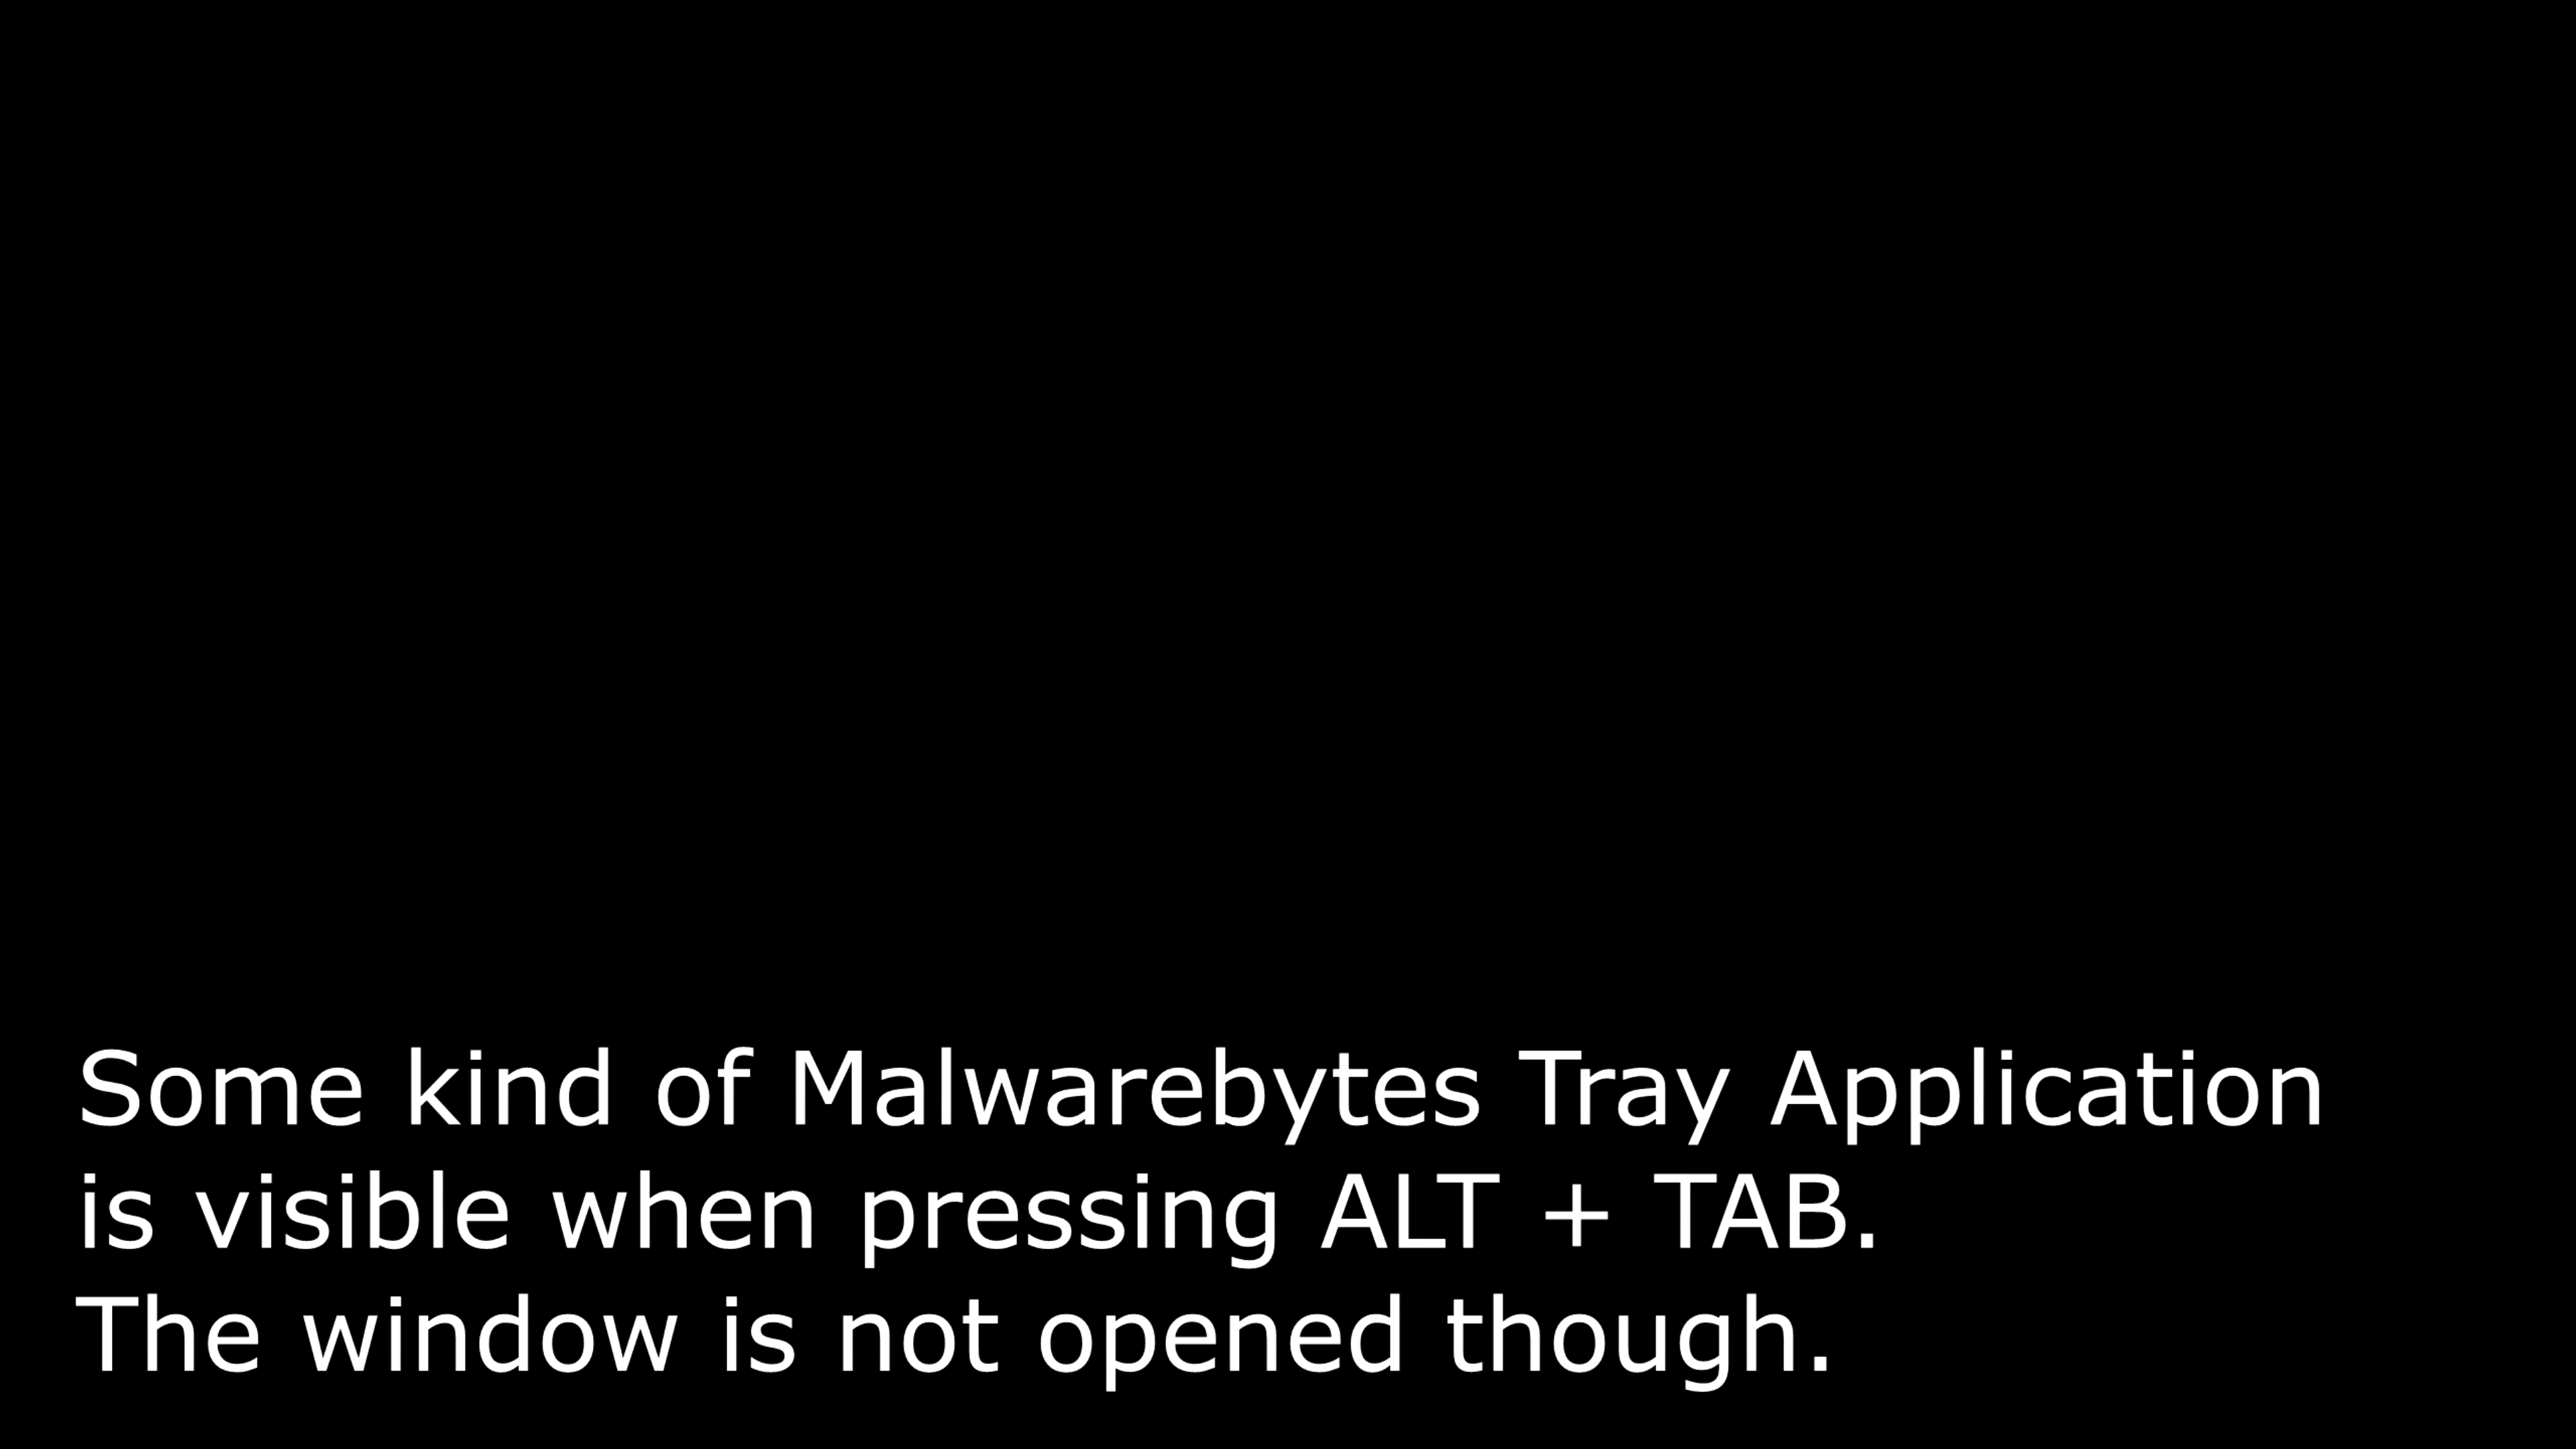 Some kind of Malwarebytes Tray Application
is visible when pressing ALT + TAB.
The window is not opened though.